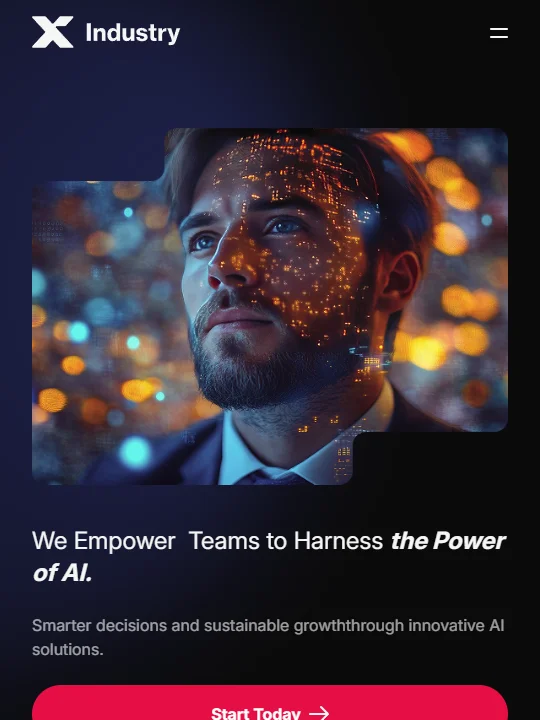 X Industry
We Empower  Teams to Harness the Power
of AI.
Smarter decisions and sustainable growththrough innovative AI
solutions.
Start Today